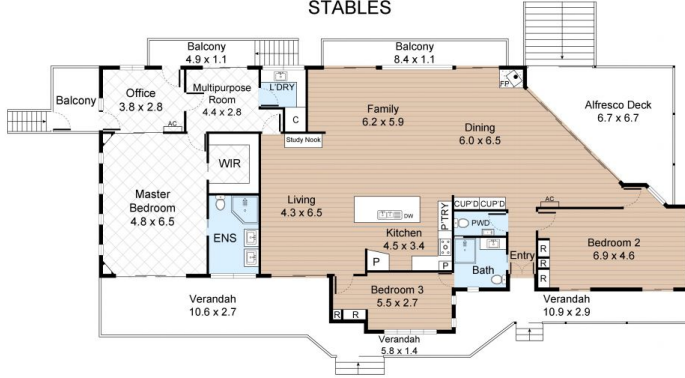 STABLES
Balcony
4.9 x 1.1
Balcony
8.4 x 1.1
Balcony
Office
3.8 x 2.8
Multipurpose
Room
4.4 x 2.8
L'DRY
C
AC
Study Nook
Family
6.2 x 5.9
Dining
6.0 x 6.5
FP
Alfresco Deck
6.7 x 6.7
Master
Bedroom
4.8 x 6.5
WIR
ENS
Living
4.3 x 6.5
DW
Kitchen
4.5 x 3.4
P'TRY
P
P
CUP'D
CUP'D
PWD
Bath
AC
Entry
R
R
R
Bedroom 2
6.9 x 4.6
Bedroom 3
5.5 x 2.7
R
R
Verandah
10.6 x 2.7
Verandah
5.8 x 1.4
Verandah
10.9 x 2.9